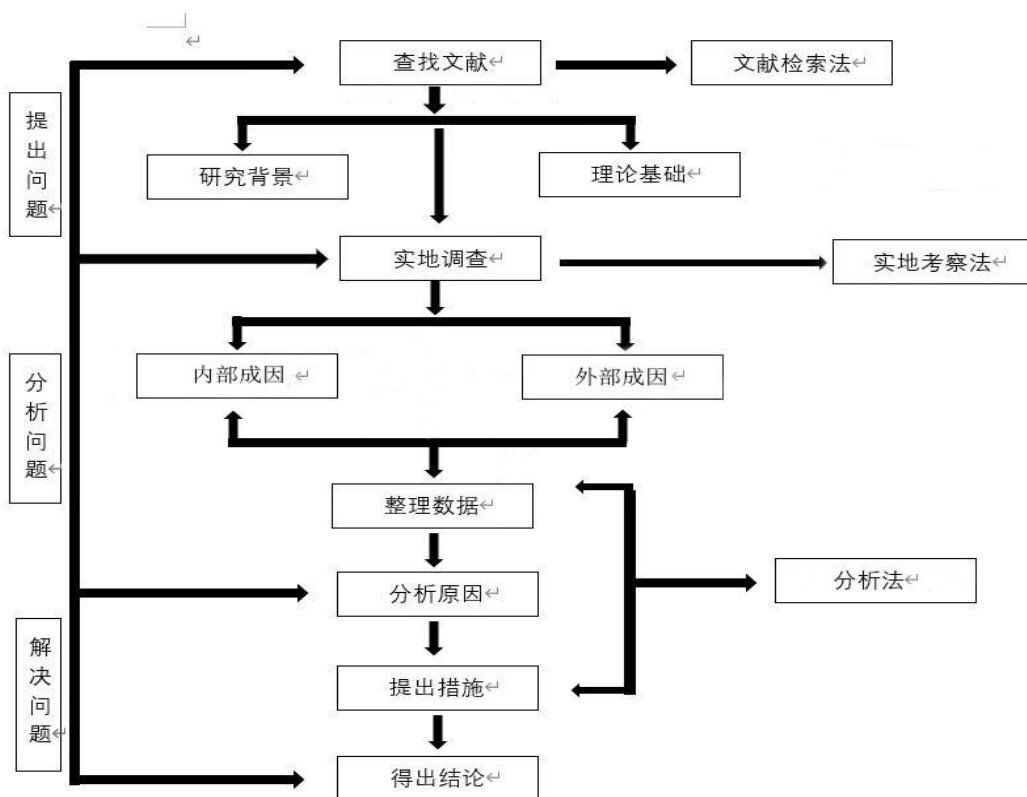 查找文献
文献检索法
提出问题
研究背景
理论基础
实地调查
实地考察法
内部成因
外部成因
分析问题
整理数据
分析原因
分析法
解决问题
提出措施
得出结论